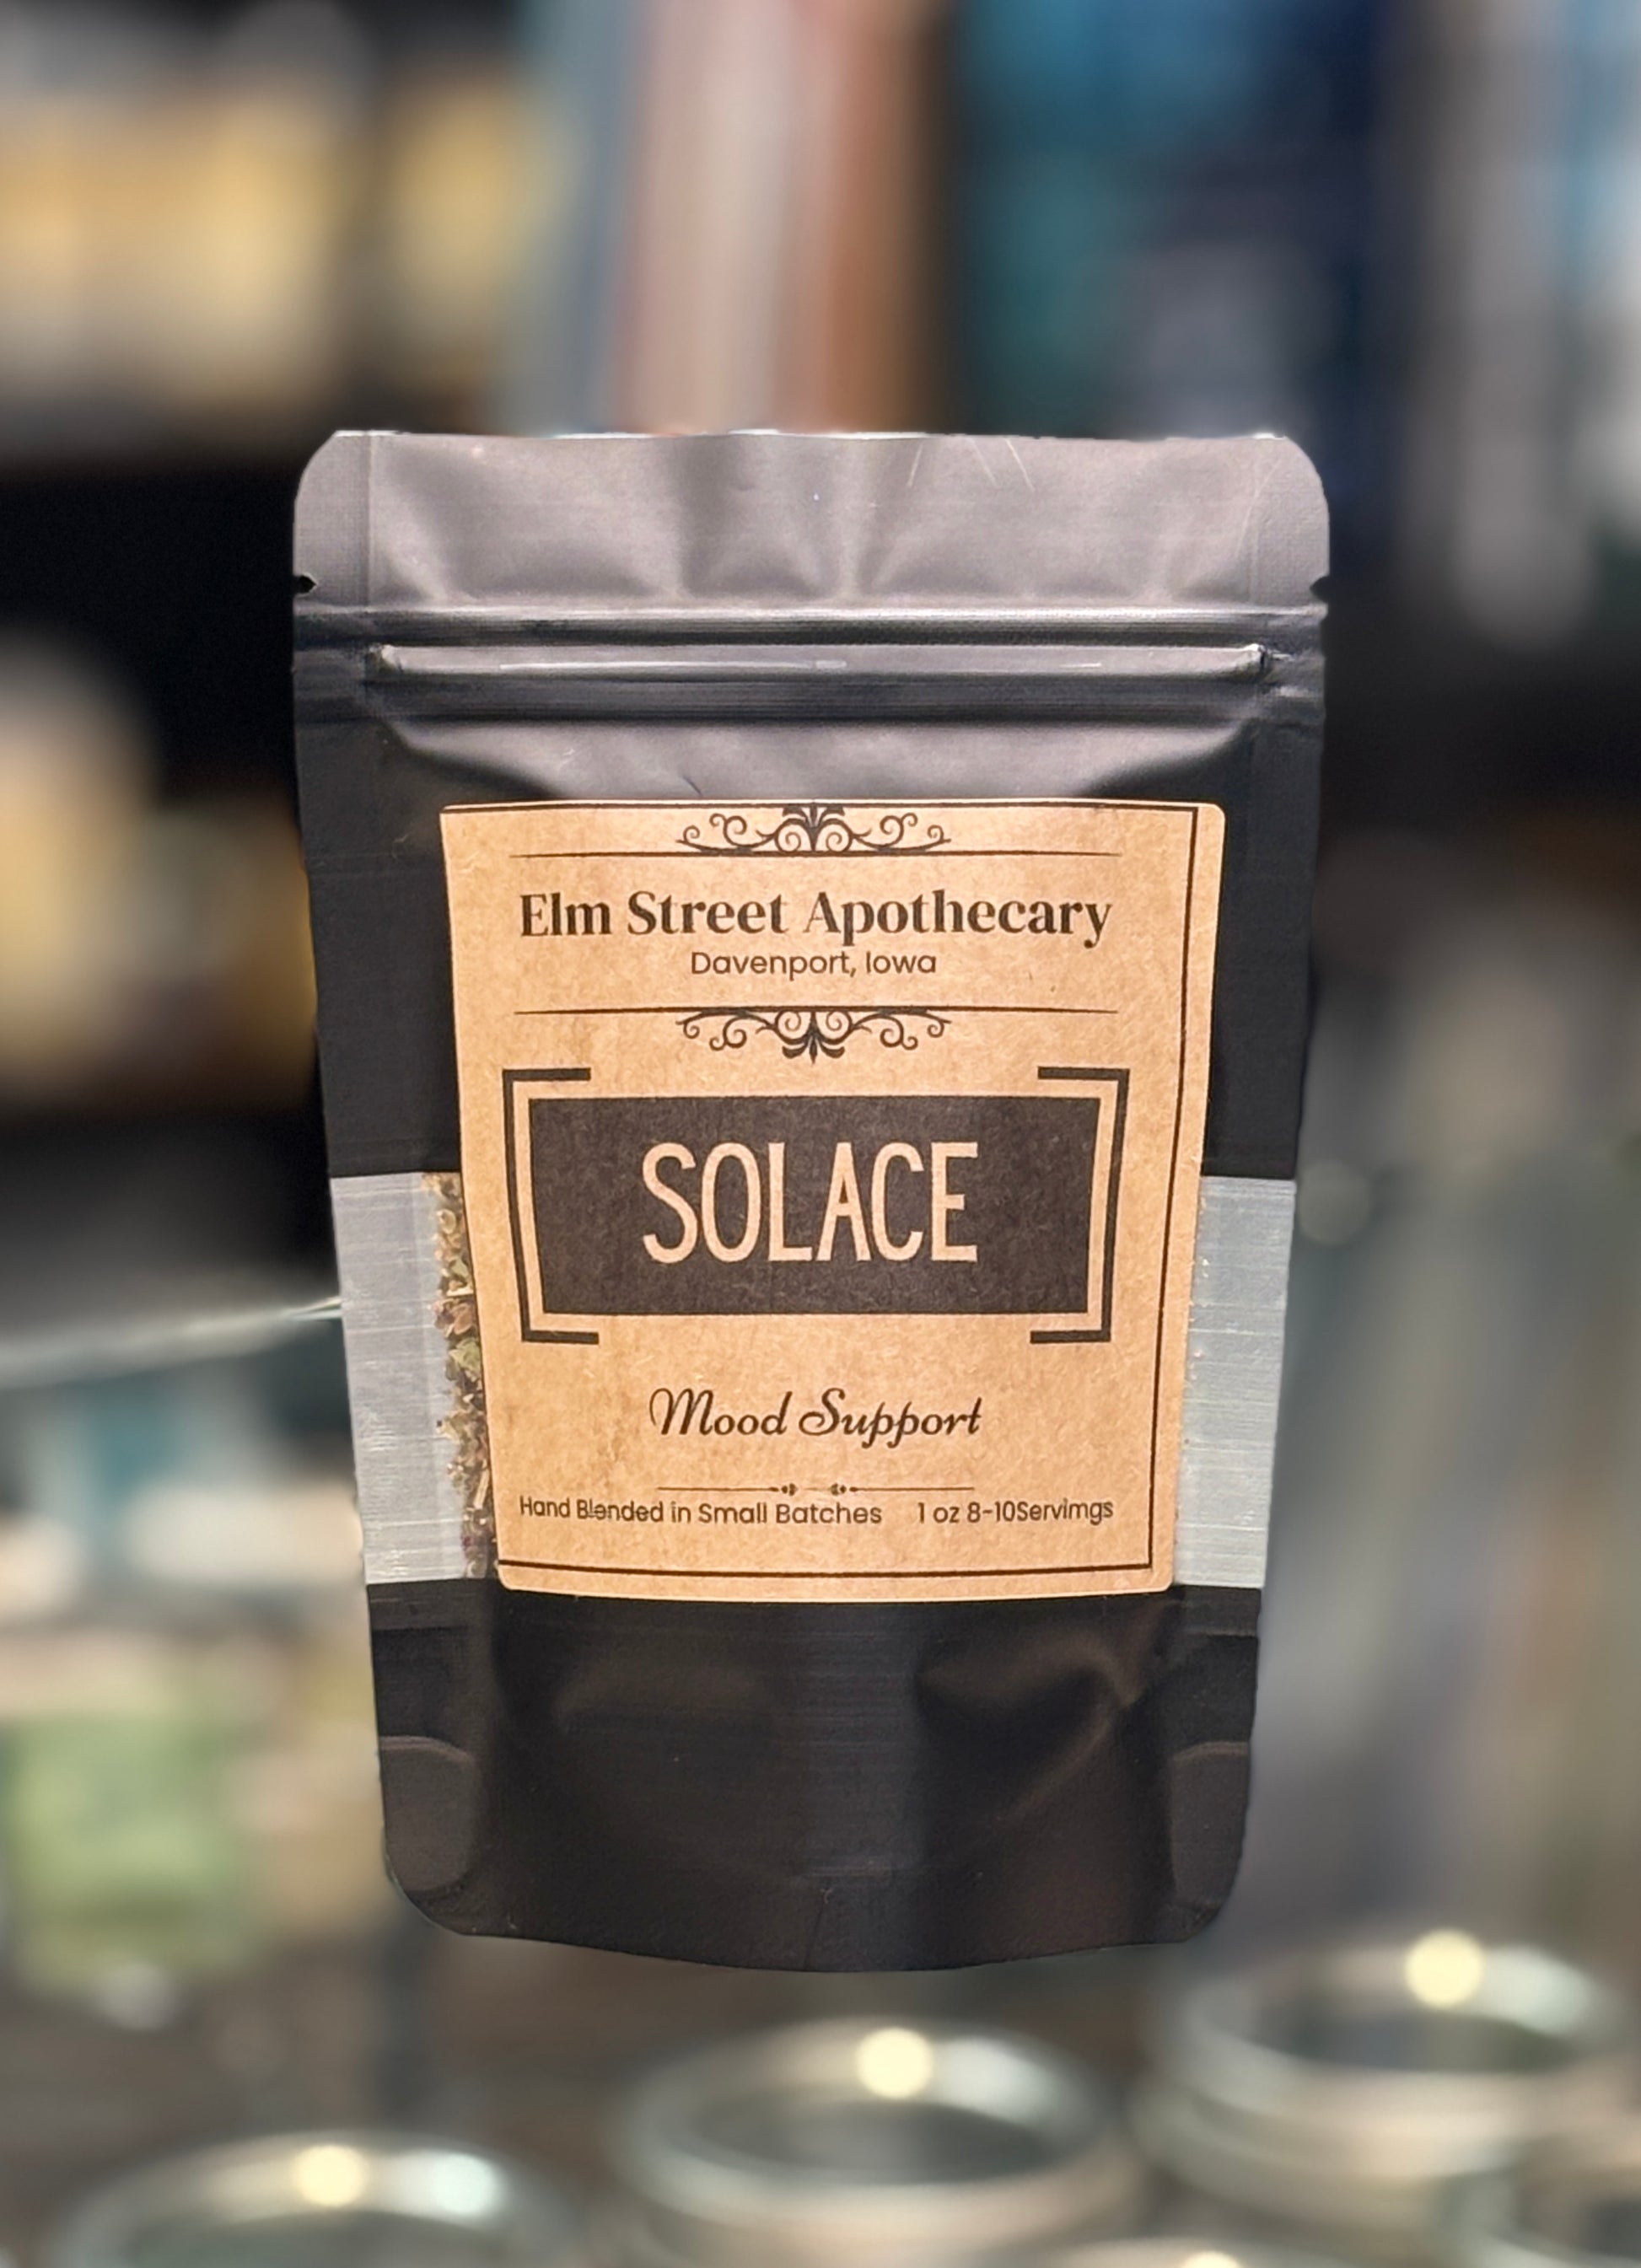 Elm Street Apothecary
Davenport, Iowa
SOLACE
Mood Support
Hand Blended in Small Batches 1 oz 8-10Servimgs